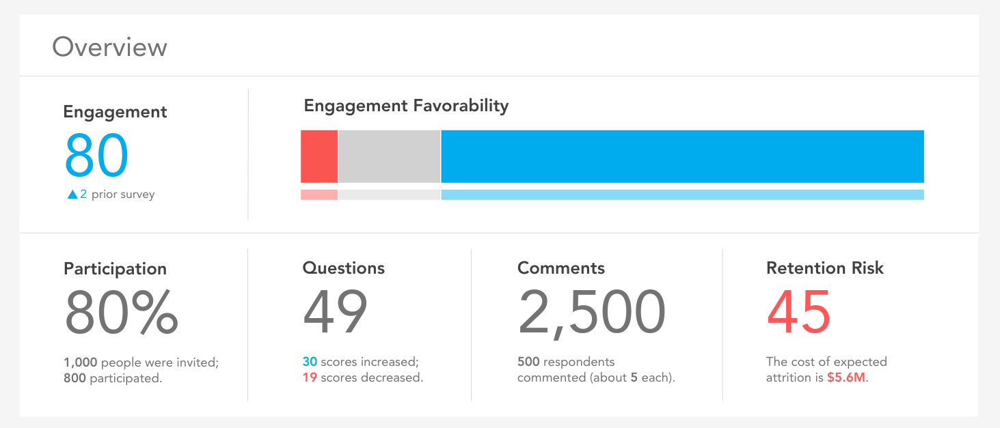 Overview
Engagement
80
▲2 prior survey
Engagement Favorability
Participation
80%
1,000 people were invited;
800 participated.
Questions
49
30 scores increased;
19 scores decreased.
Comments
2,500
500 respondents
commented (about 5 each).
Retention Risk
45
The cost of expected
attrition is $5.6M.